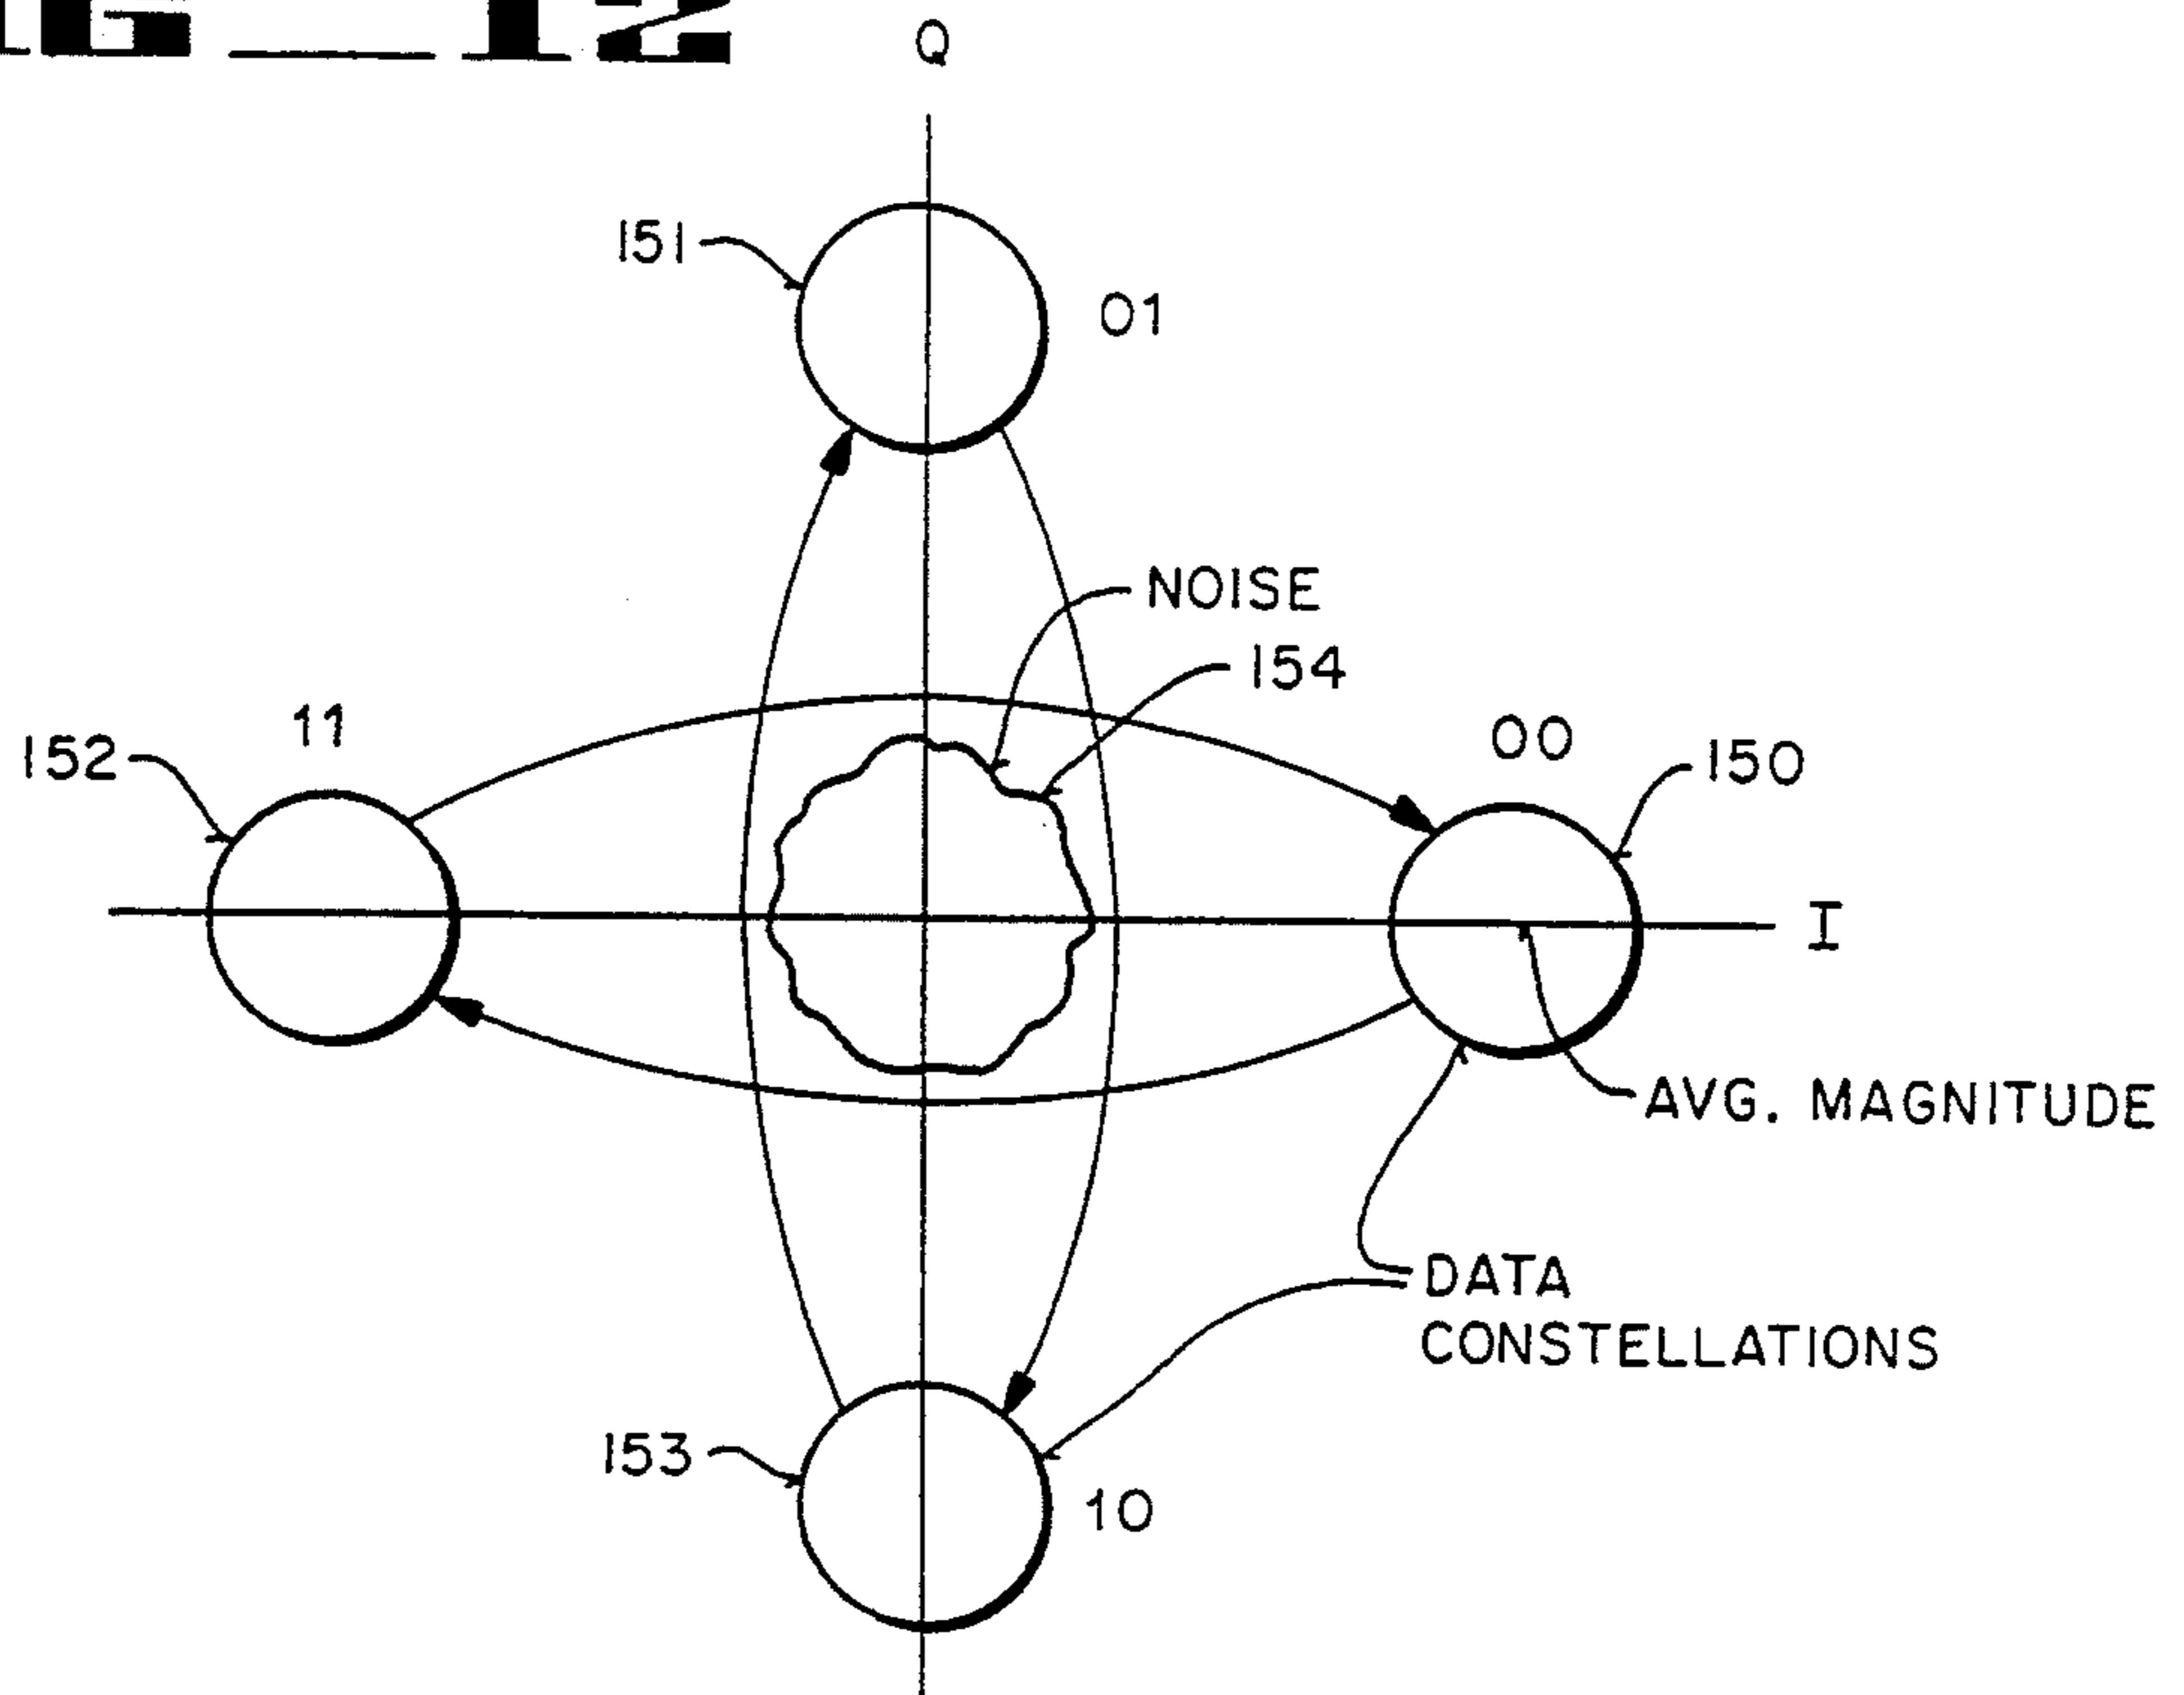 Q
151
01
NOISE
154
11
00
152
150
I
AVG. MAGNITUDE
DATA
CONSTELLATIONS
153
10